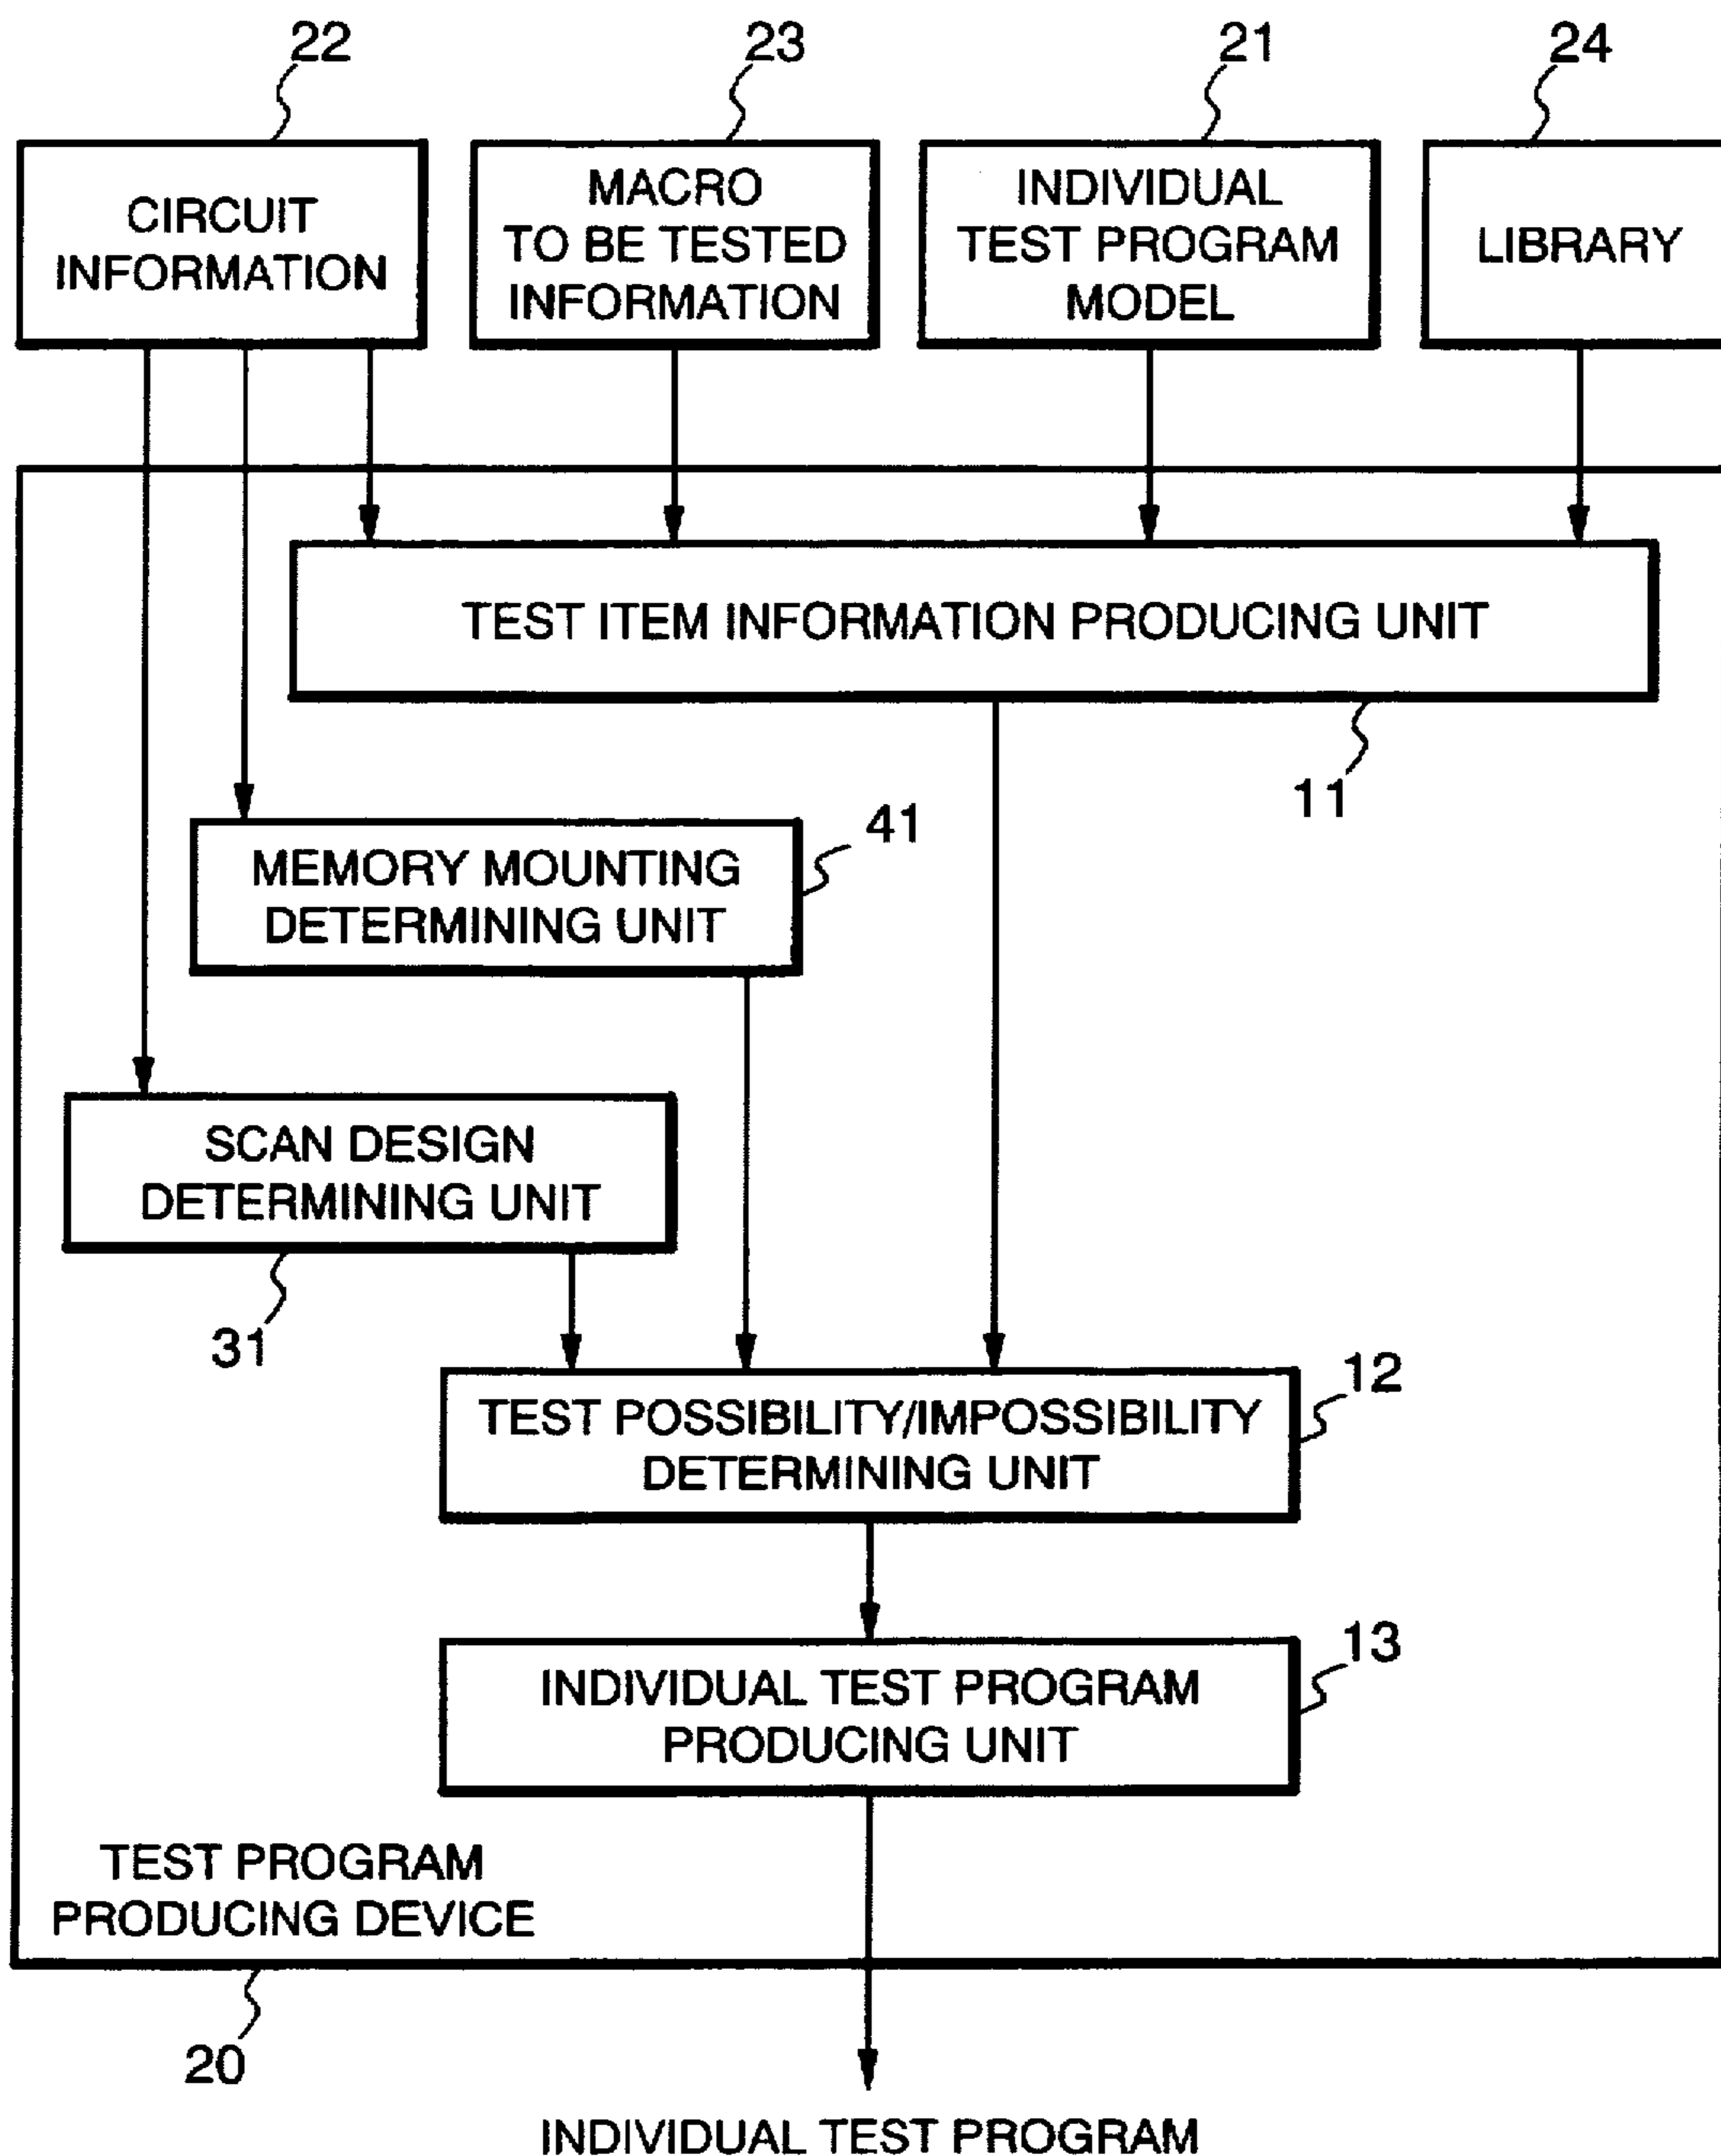 22
23
21
24
CIRCUIT
INFORMATION
MACRO
TO BE TESTED
INFORMATION
INDIVIDUAL
TEST PROGRAM
MODEL
LIBRARY
TEST ITEM INFORMATION PRODUCING UNIT
11
MEMORY MOUNTING
DETERMINING UNIT
41
SCAN DESIGN
DETERMINING UNIT
31
TEST POSSIBILITY/IMPOSSIBILITY
DETERMINING UNIT
12
INDIVIDUAL TEST PROGRAM
PRODUCING UNIT
13
TEST PROGRAM
PRODUCING DEVICE
20
INDIVIDUAL TEST PROGRAM